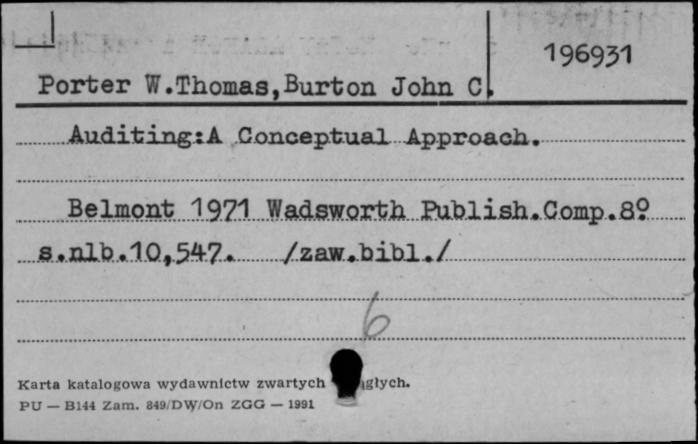 196931
Porter W.Thomas,Burton John C.
Auditing:A Conceptual Approach.
Belmont 1971 Wadsworth Publish.Comp.8º
s.nlb.10,547. /zaw.bibl./
6
Karta katalogowa wydawnictw zwartych
PU — B144 Zam. 849/DW/On ZGG — 1991